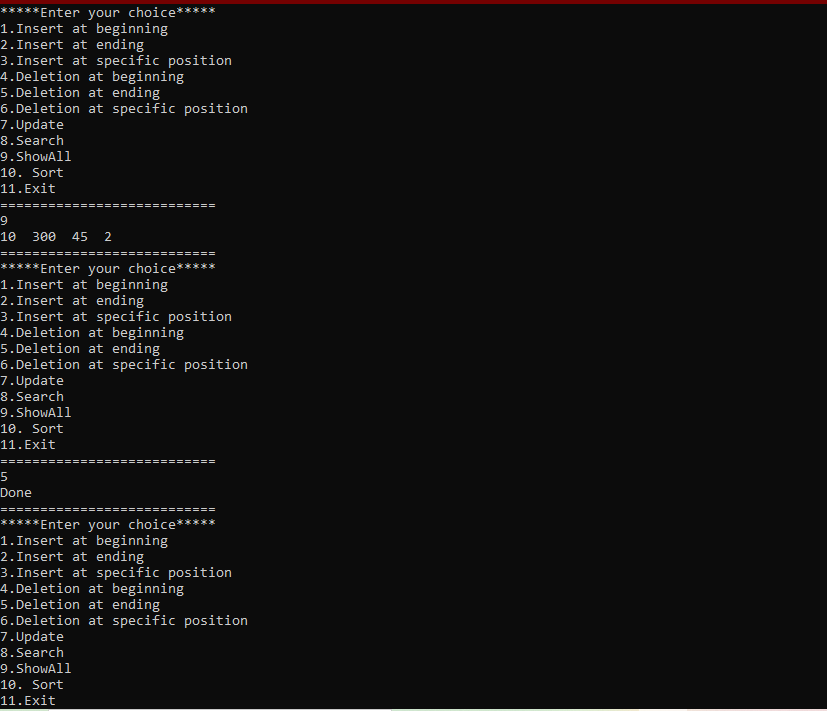 *****Enter your choice*****
1.Insert at beginning
2.Insert at ending
3.Insert at specific position
4.Deletion at beginning
5.Deletion at ending
6.Deletion at specific position
7.Update
8.Search
9.ShowAll
10. Sort
11.Exit
===========================
9
10  300  45  2
===========================
*****Enter your choice*****
1.Insert at beginning
2.Insert at ending
3.Insert at specific position
4.Deletion at beginning
5.Deletion at ending
6.Deletion at specific position
7.Update
8.Search
9.ShowAll
10. Sort
11.Exit
===========================
5
Done
===========================
*****Enter your choice*****
1.Insert at beginning
2.Insert at ending
3.Insert at specific position
4.Deletion at beginning
5.Deletion at ending
6.Deletion at specific position
7.Update
8.Search
9.ShowAll
10. Sort
11.Exit